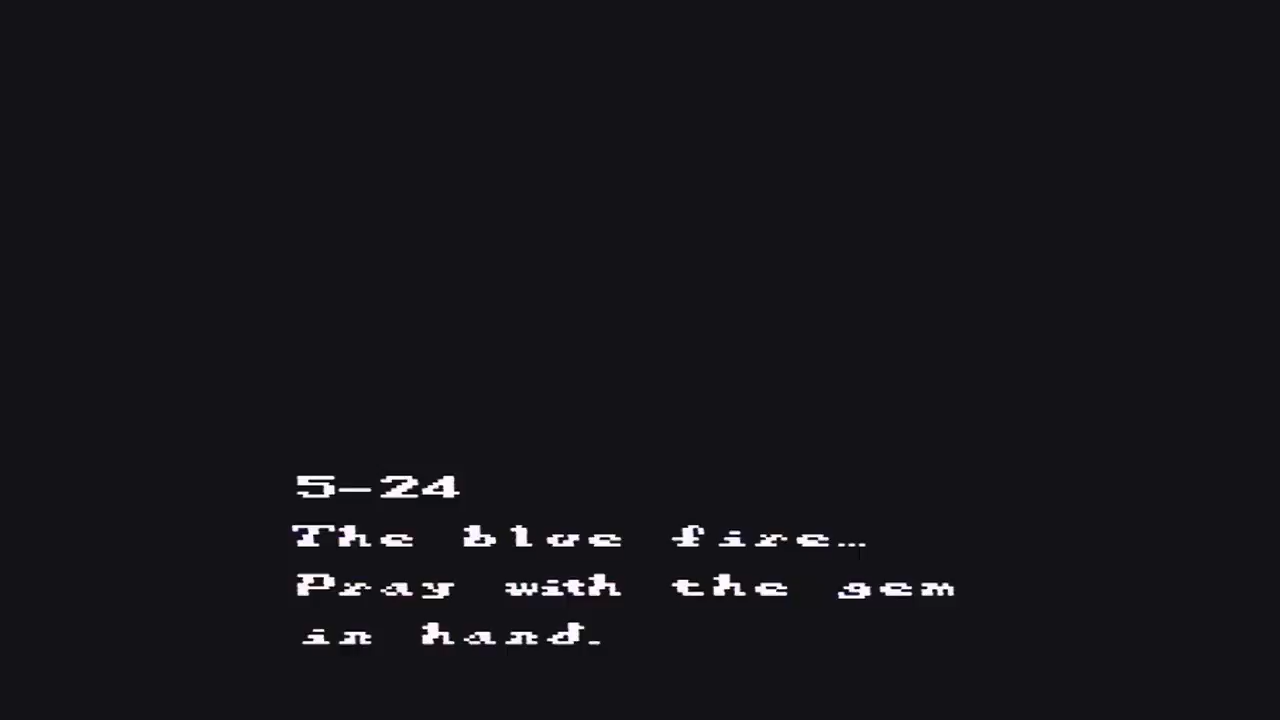 5-24
The blue fire…
Pray with the gem
in hand.